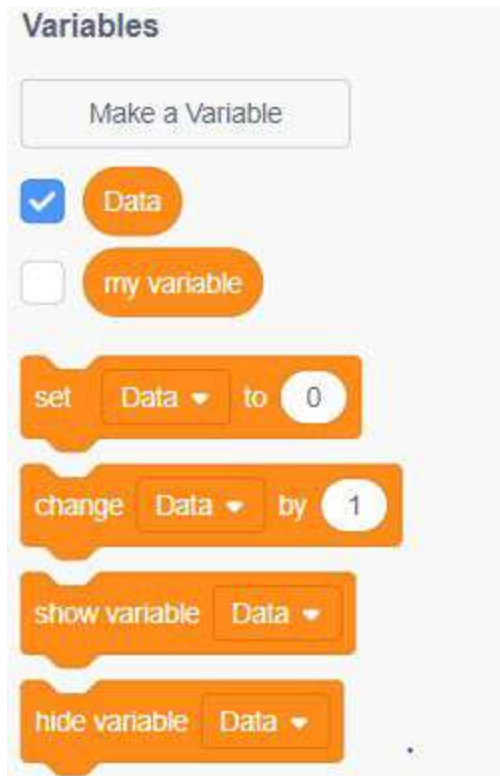 Variables
Make a Variable
Data
my variable
set Data to 0
change Data by 1
show variable Data
hide variable Data